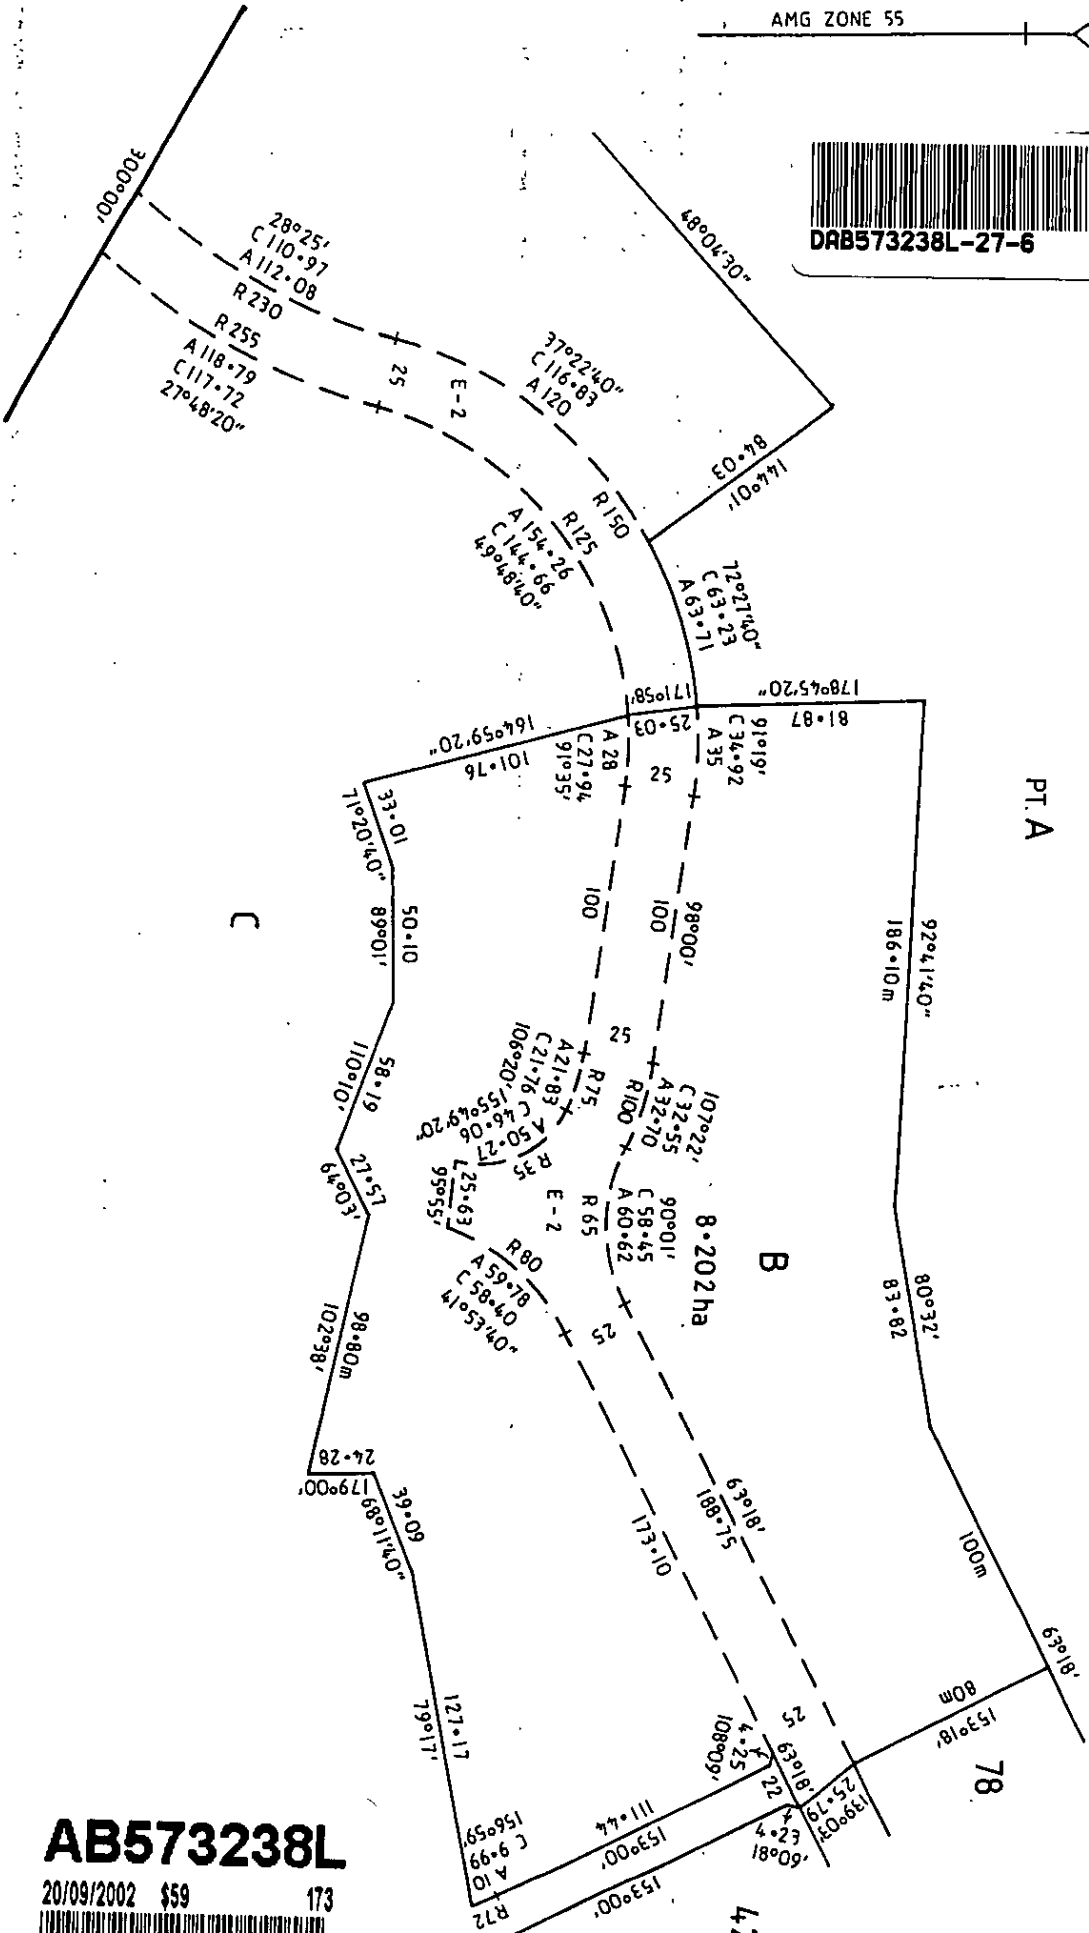 AMG ZONE 55
DAB573238L-27-6
48°04'30"
300°00'
28°25'
C 110·97
A 112·08
R 230
R 255
A 118·79
C 117·72
27°48'20"
25
E-2
37°22'40"
C 116·83
A 120
R 150
R 125
A 154·26
C 144·66
49°48'40"
84·03
144°01'
72°27'40"
C 63·23
A 63·71
178°45'20"
81·87
171°58'
25·03
91°19'
C 34·92
A 35
25
A 28
C 27·94
91°35'
164°59'20"
101·76
33·01
71°20'40"
50·10
89°01'
58·19
110°10'
27·57
64°03'
98·80m
102°38'
24·28
179°00'
39·09
68°11'40"
127·17
79°17'
PT. A
92°41'40"
186·10m
80°32'
83·82
100m
63°18'
80m
153°18'
78
98°00'
100
100
25
107°22'
C 32·55
A 32·70
R 100
R 75
A 21·83
C 21·76
106°20'
155°49'20"
C 46·06
A 50·27
R 35
L 25·63
95°55'
E-2
R 65
A 60·62
C 58·45
90°01'
8·202ha
B
R 80
A 59·78
C 58·40
41°53'40"
25
63°18'
188·75
173·10
25
4·25
108°09'
63°18'
22
139°03'
25·79
4·23
18°09'
111·44
153°00'
153°00'
156°59'
C 9·99
A 10
R 72
C
AB573238L
20/09/2002 $59 173